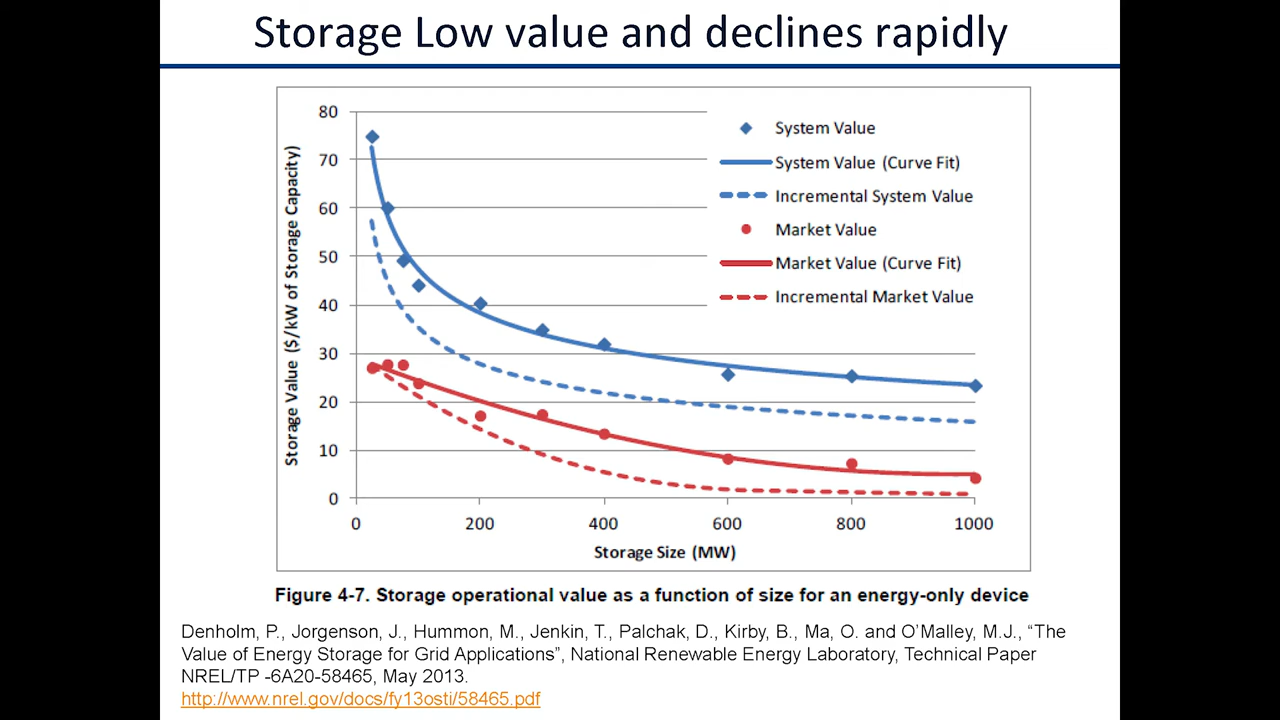 Storage Low value and declines rapidly
80
70
60
50
40
30
20
10
0
Storage Value ($/kW of Storage Capacity)
System Value
System Value (Curve Fit)
Incremental System Value
Market Value
Market Value (Curve Fit)
Incremental Market Value
0 200 400 600 800 1000
Storage Size (MW)
Figure 4-7. Storage operational value as a function of size for an energy-only device
Denholm, P., Jorgenson, J., Hummon, M., Jenkin, T., Palchak, D., Kirby, B., Ma, O. and O’Malley, M.J., “The
Value of Energy Storage for Grid Applications”, National Renewable Energy Laboratory, Technical Paper
NREL/TP -6A20-58465, May 2013.
http://www.nrel.gov/docs/fy13osti/58465.pdf